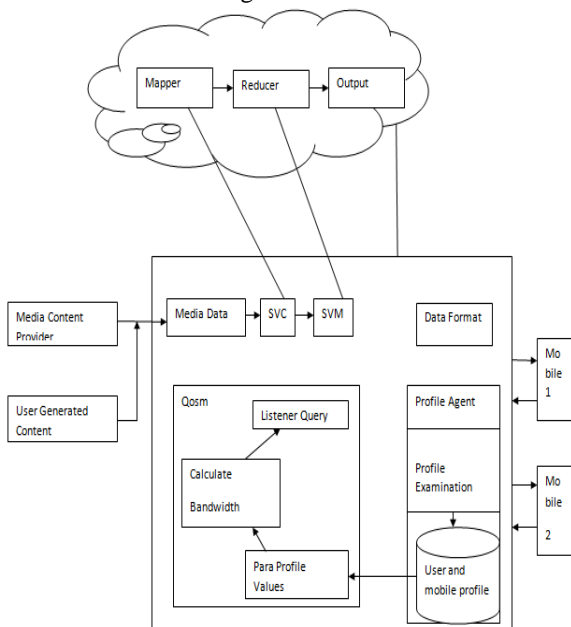 Mapper
Reducer
Output
Media Content
Provider
Media Data
SVC
SVM
Data Format
Mo
bile
1
User Generated
Content
Qosm
Listener Query
Profile Agent
Calculate
Bandwidth
Profile
Examination
Mo
bile
2
Para Profile
Values
User and
mobile profile